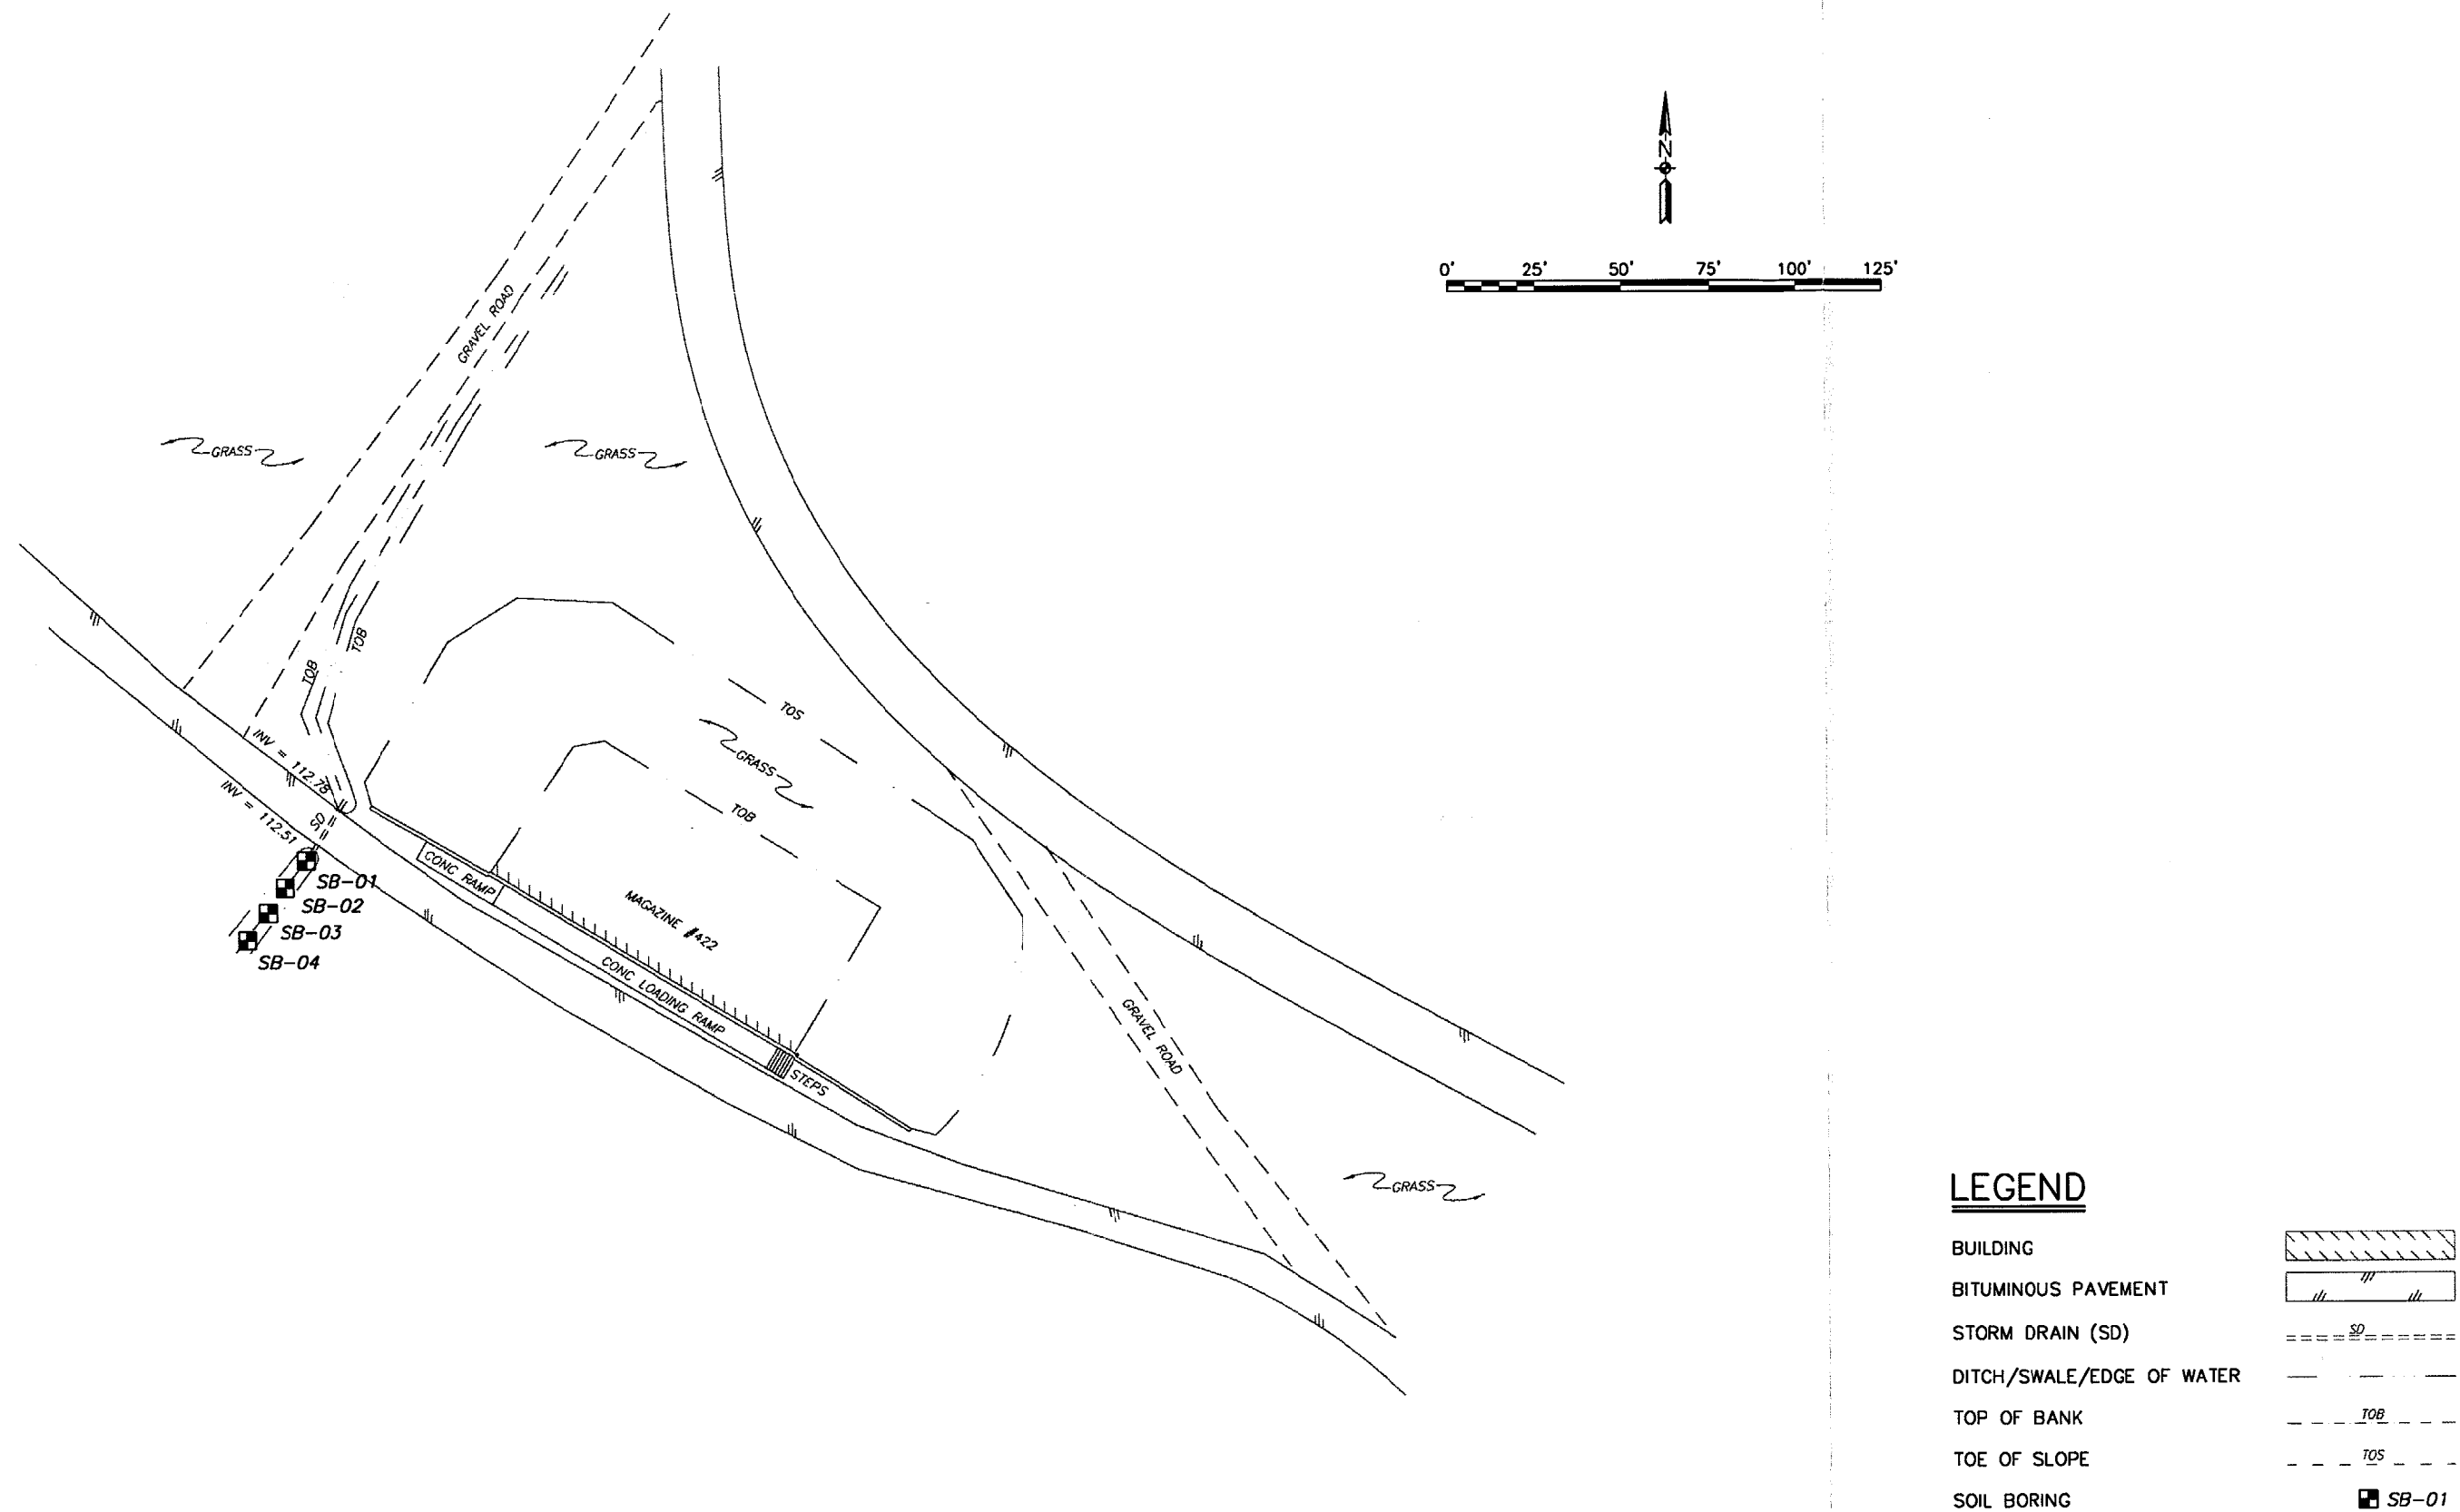 N
0' 25' 50' 75' 100' 125'
GRAVEL ROAD
GRASS
GRASS
TOB
TOB
TOS
GRASS
TOB
INV = 112.78
INV = 112.51
SD
SB-01
SB-02
SB-03
SB-04
CONC RAMP
MAGAZINE #422
CONC LOADING RAMP
STEPS
GRAVEL ROAD
GRASS
LEGEND
BUILDING
BITUMINOUS PAVEMENT
STORM DRAIN (SD) SD
DITCH/SWALE/EDGE OF WATER
TOP OF BANK TOB
TOE OF SLOPE TOS
SOIL BORING SB-01